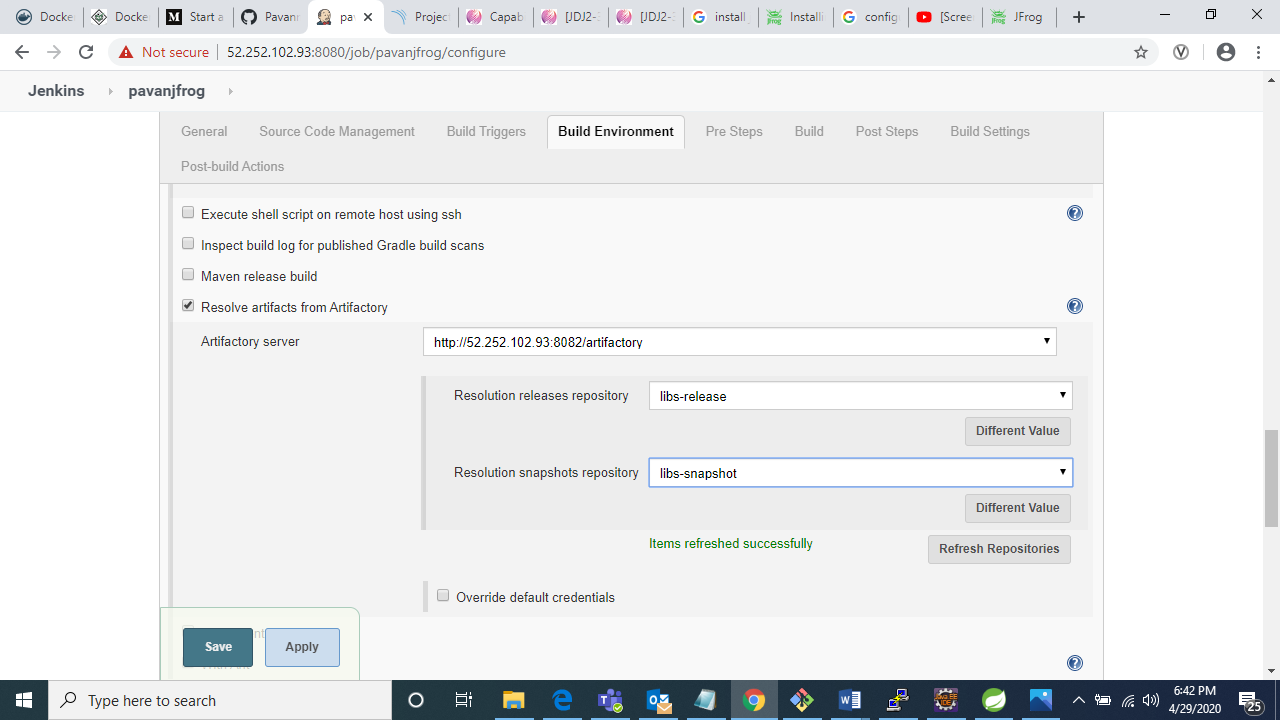 Docke
Docke
Start a
Pavanr
pav
Projec
Capab
[JDJ2-
[JDJ2-
install
Installi
config
[Scree
JFrog
Not secure
52.252.102.93:8080/job/pavanjfrog/configure
Jenkins
pavanjfrog
General
Source Code Management
Build Triggers
Build Environment
Pre Steps
Build
Post Steps
Build Settings
Post-build Actions
Execute shell script on remote host using ssh
Inspect build log for published Gradle build scans
Maven release build
Resolve artifacts from Artifactory
Artifactory server
http://52.252.102.93:8082/artifactory
Resolution releases repository
libs-release
Different Value
Resolution snapshots repository
libs-snapshot
Different Value
Items refreshed successfully
Refresh Repositories
Override default credentials
Save
Apply
Type here to search
6:42 PM
4/29/2020
25